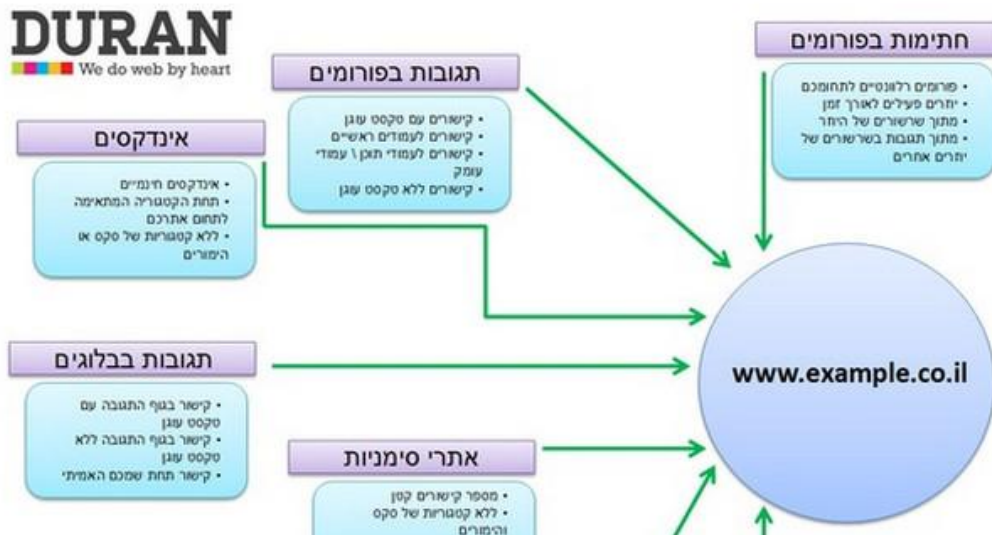 DURAN
We do web by heart
חתימות בפורומים
• פורומים רלוונטיים לתחומכם
• יוזרים פעילים לאורך זמן
• מתוך שרשורים של היוזר
• מתוך תגובות בשרשורים של
יוזרים אחרים
תגובות בפורומים
• קישורים עם טקסט עוגן
• קישורים לעמודים ראשיים
• קישורים לעמודי תוכן \ עמודי
עומק
• קישורים ללא טקסט עוגן
אינדקסים
• אינדקסים חינמיים
• תחת הקטגוריה המתאימה
לתחום אתרכם
• ללא קטגוריות של סקס או
הימורים
www.example.co.il
תגובות בבלוגים
• קישור בגוף התגובה עם
טקסט עוגן
• קישור בגוף התגובה ללא
טקסט עוגן
• קישור תחת שמכם האמיתי
אתרי סימניות
• מספר קישורים קטן
• ללא קטגוריות של סקס
והימורים